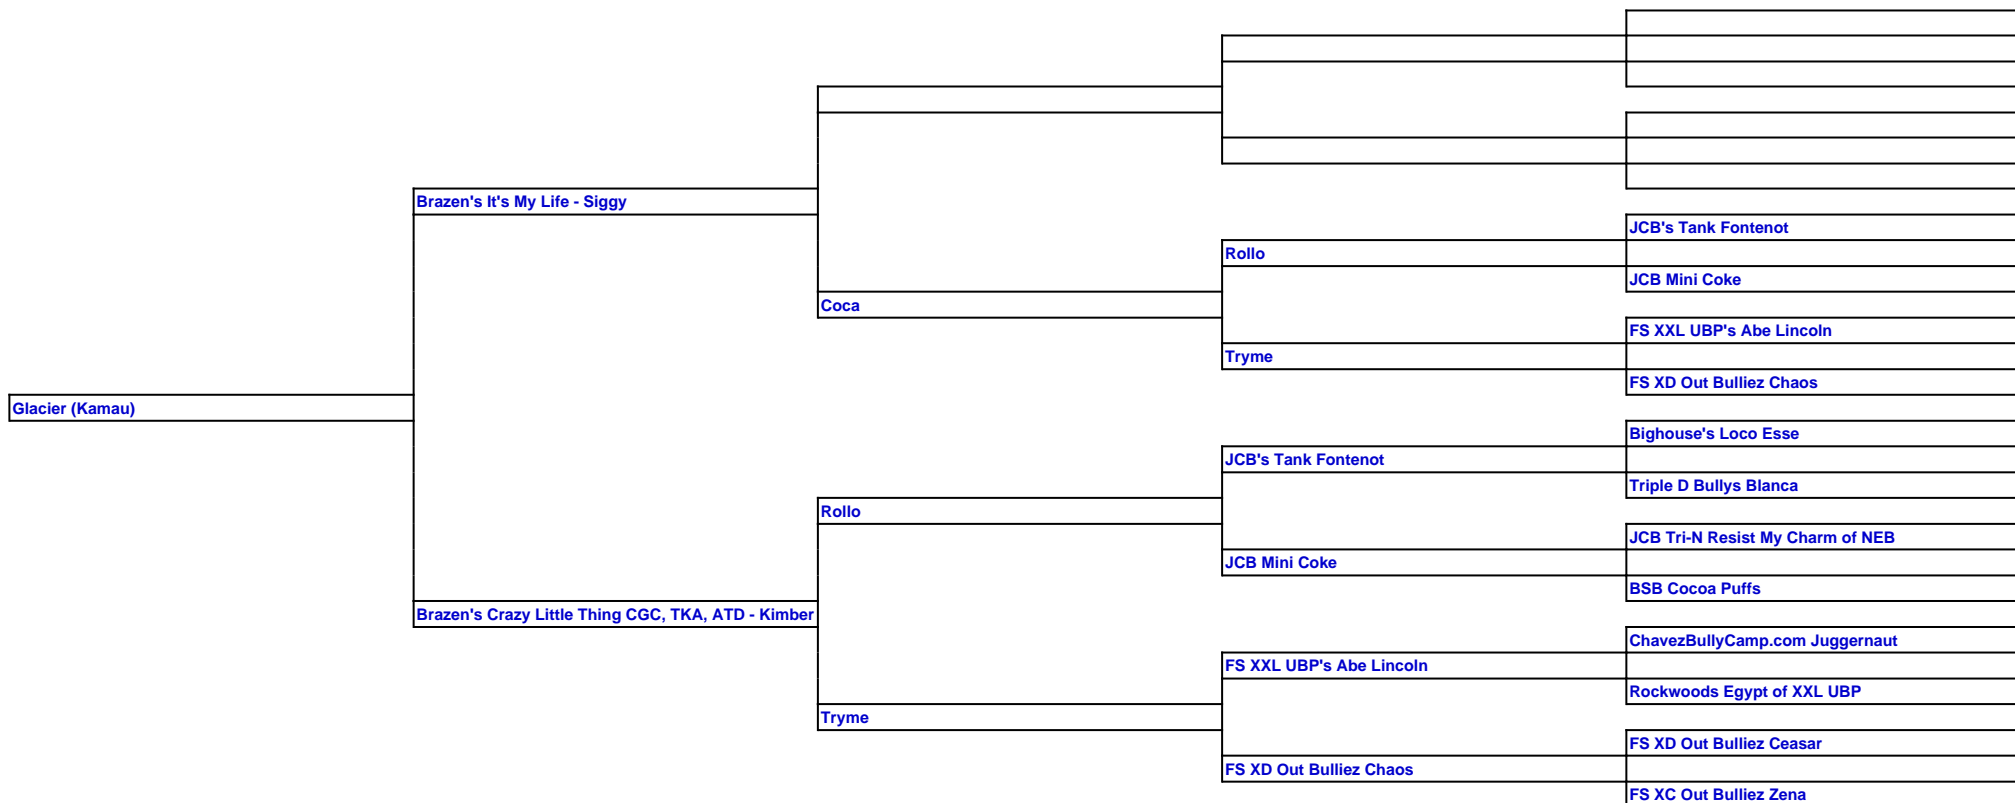 Brazen's It's My Life - Siggy
JCB's Tank Fontenot
Rollo
JCB Mini Coke
Coca
FS XXL UBP's Abe Lincoln
Tryme
FS XD Out Bulliez Chaos
Glacier (Kamau)
Bighouse's Loco Esse
JCB's Tank Fontenot
Triple D Bullys Blanca
Rollo
JCB Tri-N Resist My Charm of NEB
JCB Mini Coke
BSB Cocoa Puffs
Brazen's Crazy Little Thing CGC, TKA, ATD - Kimber
ChavezBullyCamp.com Juggernaut
FS XXL UBP's Abe Lincoln
Rockwoods Egypt of XXL UBP
Tryme
FS XD Out Bulliez Ceasar
FS XD Out Bulliez Chaos
FS XC Out Bulliez Zena